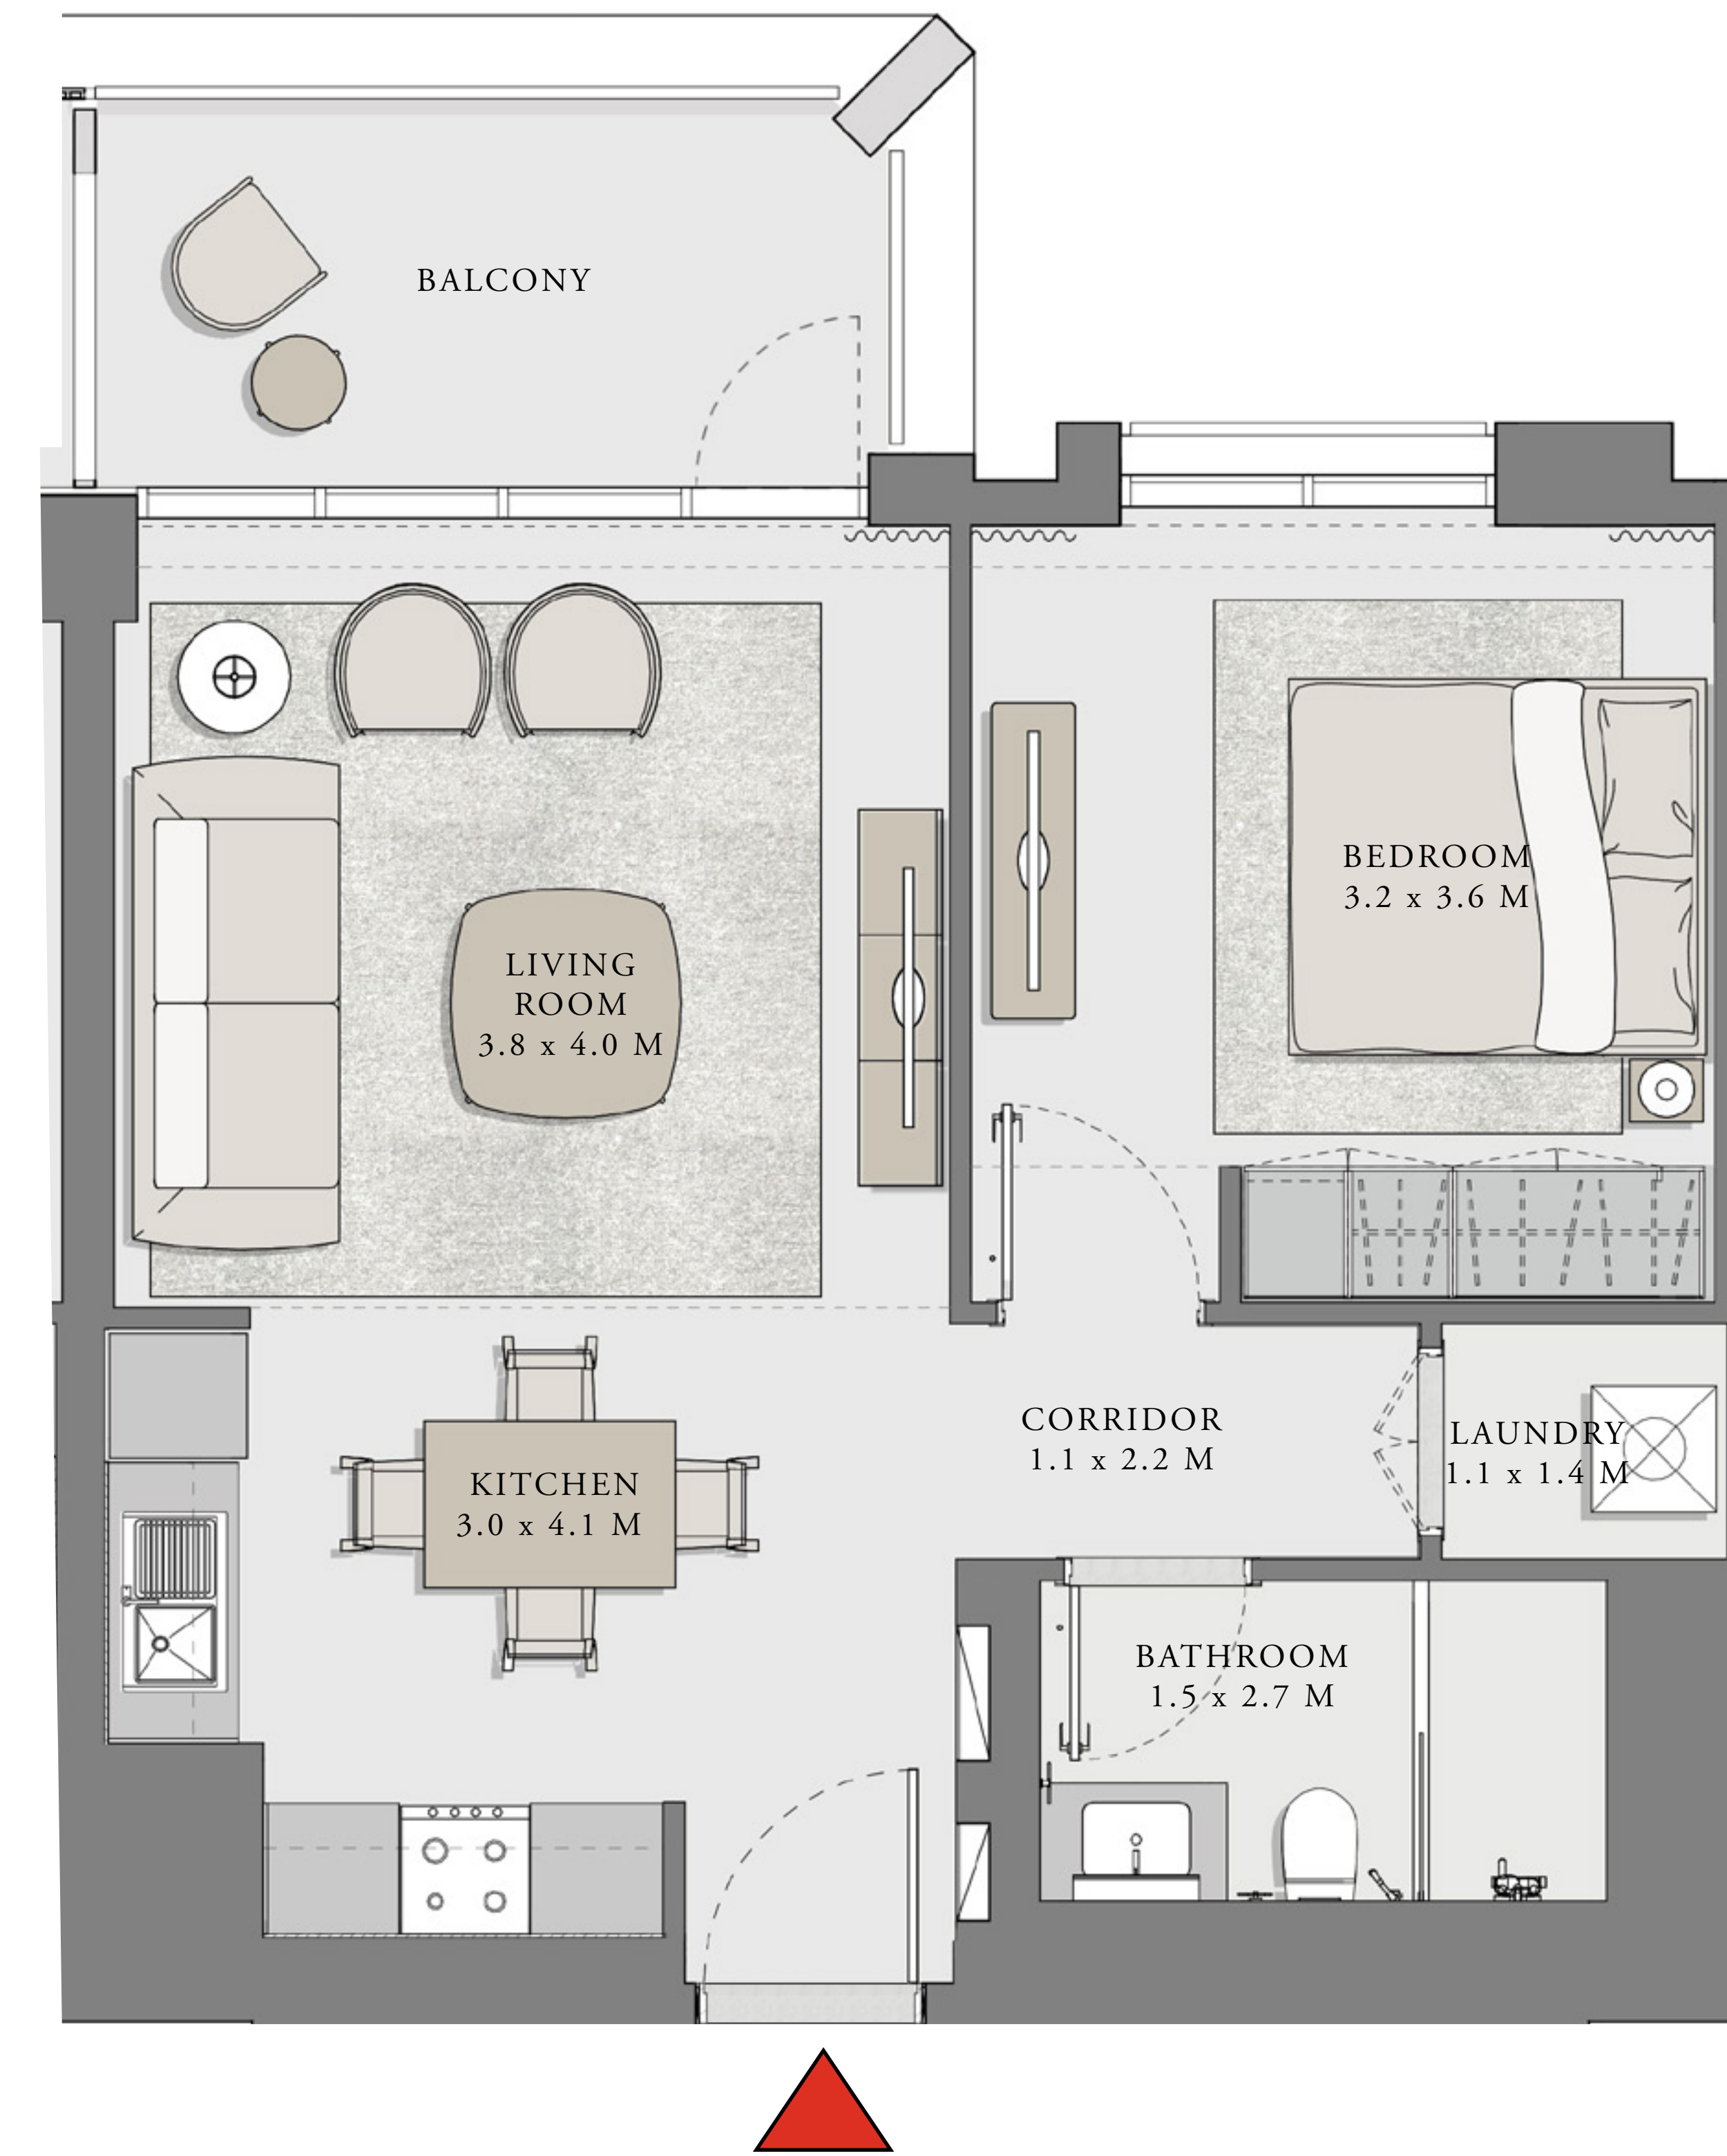 BALCONY
BEDROOM
3.2 x 3.6 M
LIVING
ROOM
3.8 x 4.0 M
CORRIDOR
1.1 x 2.2 M
LAUNDRY
1.1 x 1.4 M
KITCHEN
3.0 x 4.1 M
BATHROOM
1.5 x 2.7 M